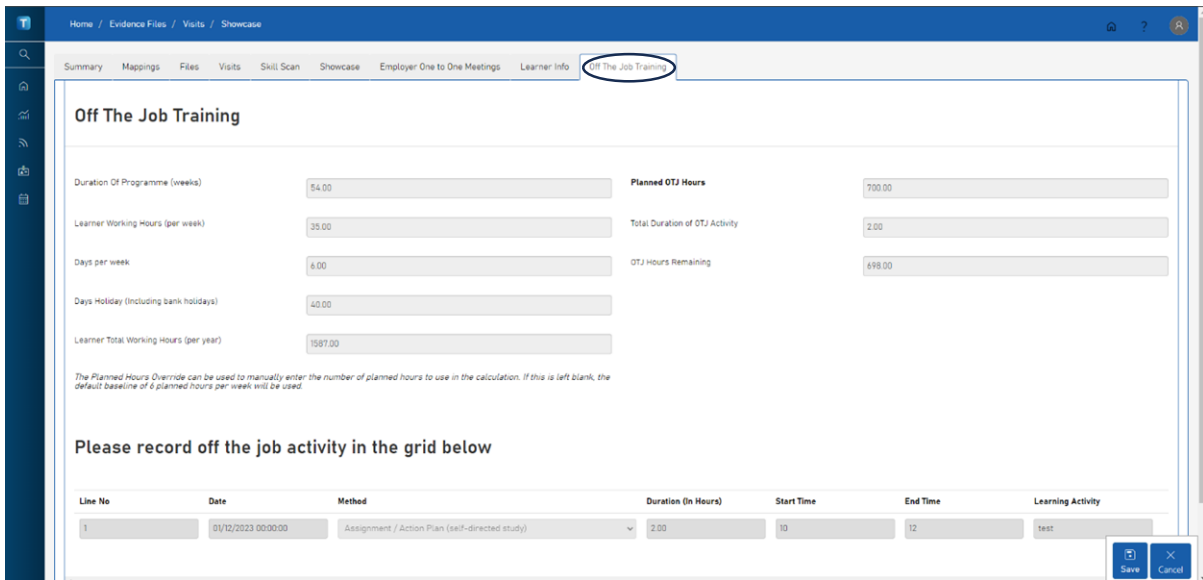 T
Home / Evidence Files / Visits / Showcase
?
Summary Mappings Files Visits Skill Scan Showcase Employer One to One Meetings Learner Info Off The Job Training
Off The Job Training
Duration Of Programme (weeks) 54.00 Planned OTJ Hours 700.00
Learner Working Hours (per week) 35.00 Total Duration of OTJ Activity 2.00
Days per week 6.00 OTJ Hours Remaining 698.00
Days Holiday (Including bank holidays) 40.00
Learner Total Working Hours (per year) 1587.00
The Planned Hours Override can be used to manually enter the number of planned hours to use in the calculation. If this is left blank, the
default baseline of 6 planned hours per week will be used.
Please record off the job activity in the grid below
Line No Date Method Duration (In Hours) Start Time End Time Learning Activity
1 01/12/2023 00:00:00 Assignment / Action Plan (self-directed study) 2.00 10 12 test
Save Cancel